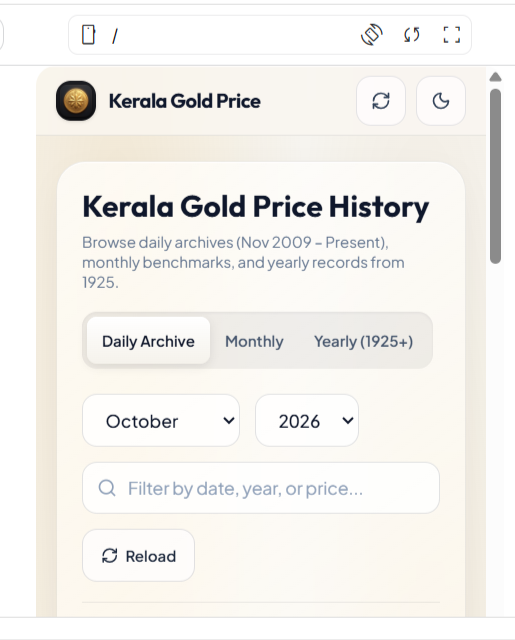 /
Kerala Gold Price
Kerala Gold Price History
Browse daily archives (Nov 2009 – Present),
monthly benchmarks, and yearly records from
1925.
Daily Archive Monthly Yearly (1925+)
October 2026
Filter by date, year, or price...
Reload